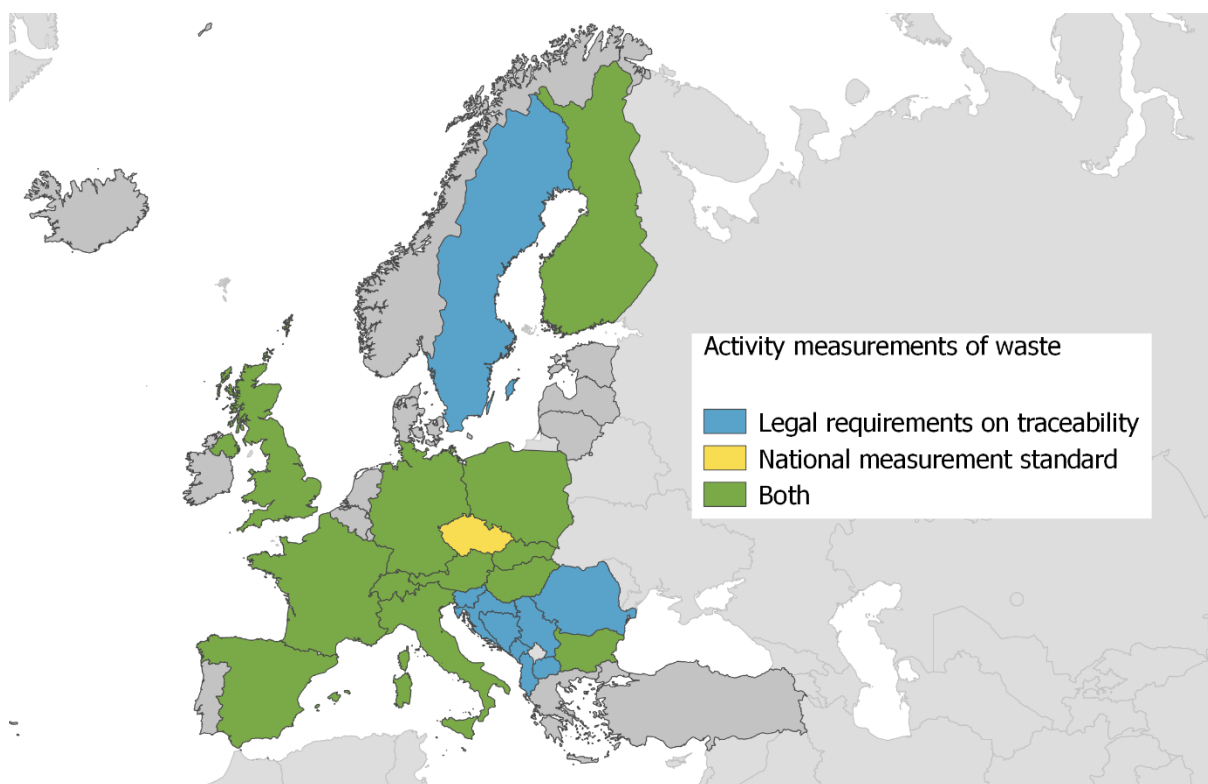 Activity measurements of waste
Legal requirements on traceability
National measurement standard
Both